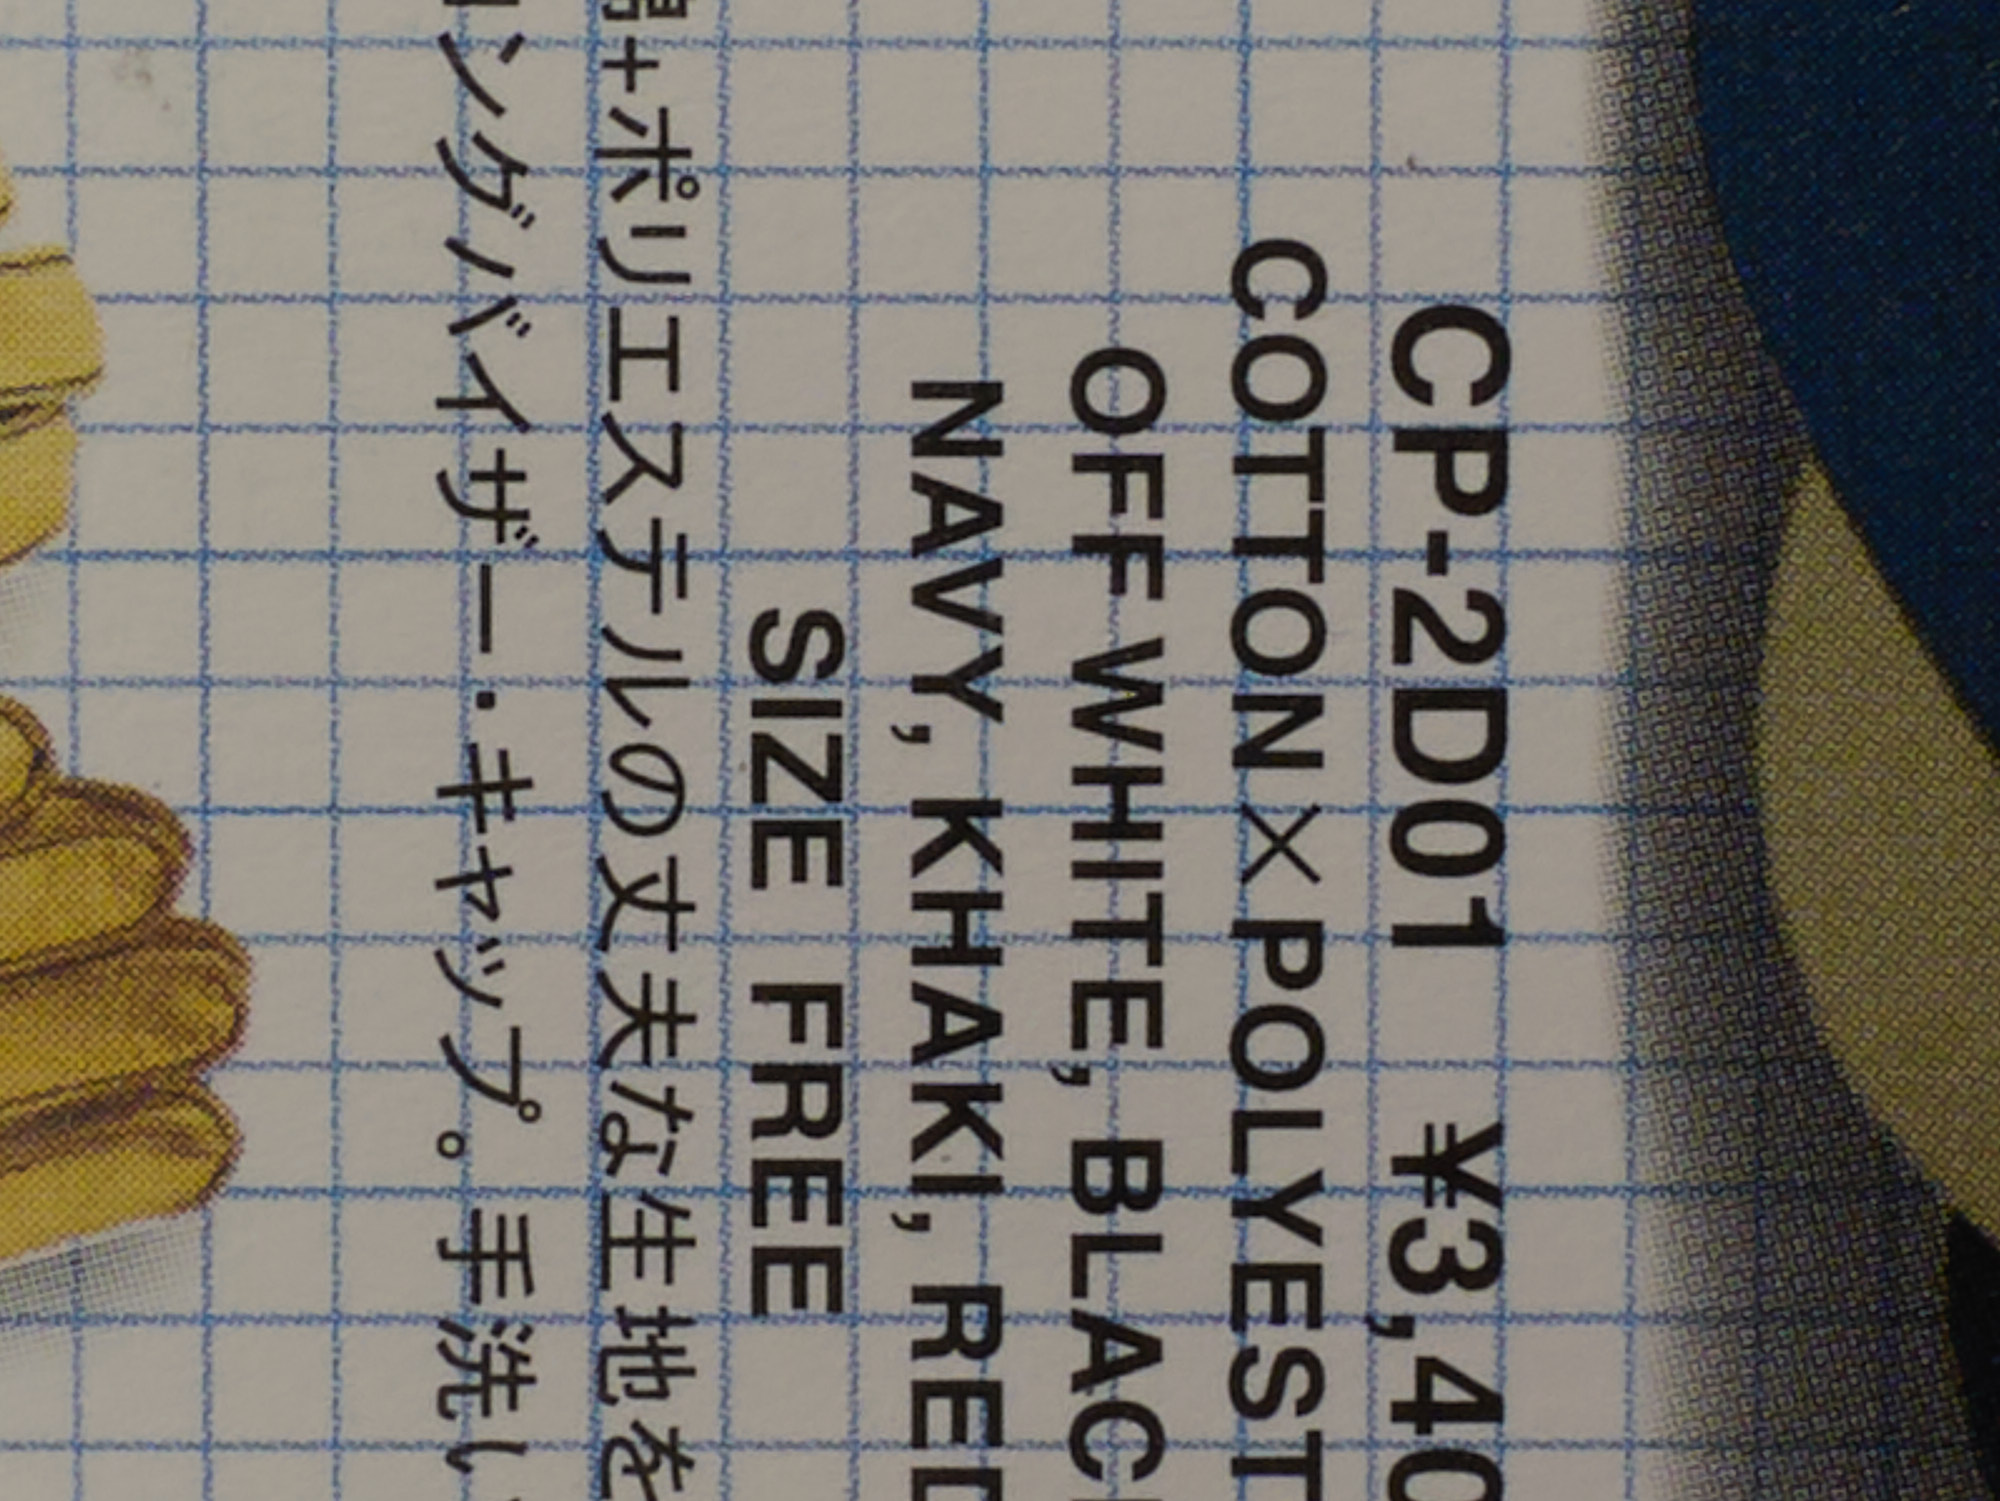 CP-2D01 ¥3,40
COTTON×POLYEST
OFF WHITE, BLAC
NAVY, KHAKI, RED
SIZE FREE
綿+ポリエステルの丈夫な生地を
ロングバイザー・キャップ。手洗い